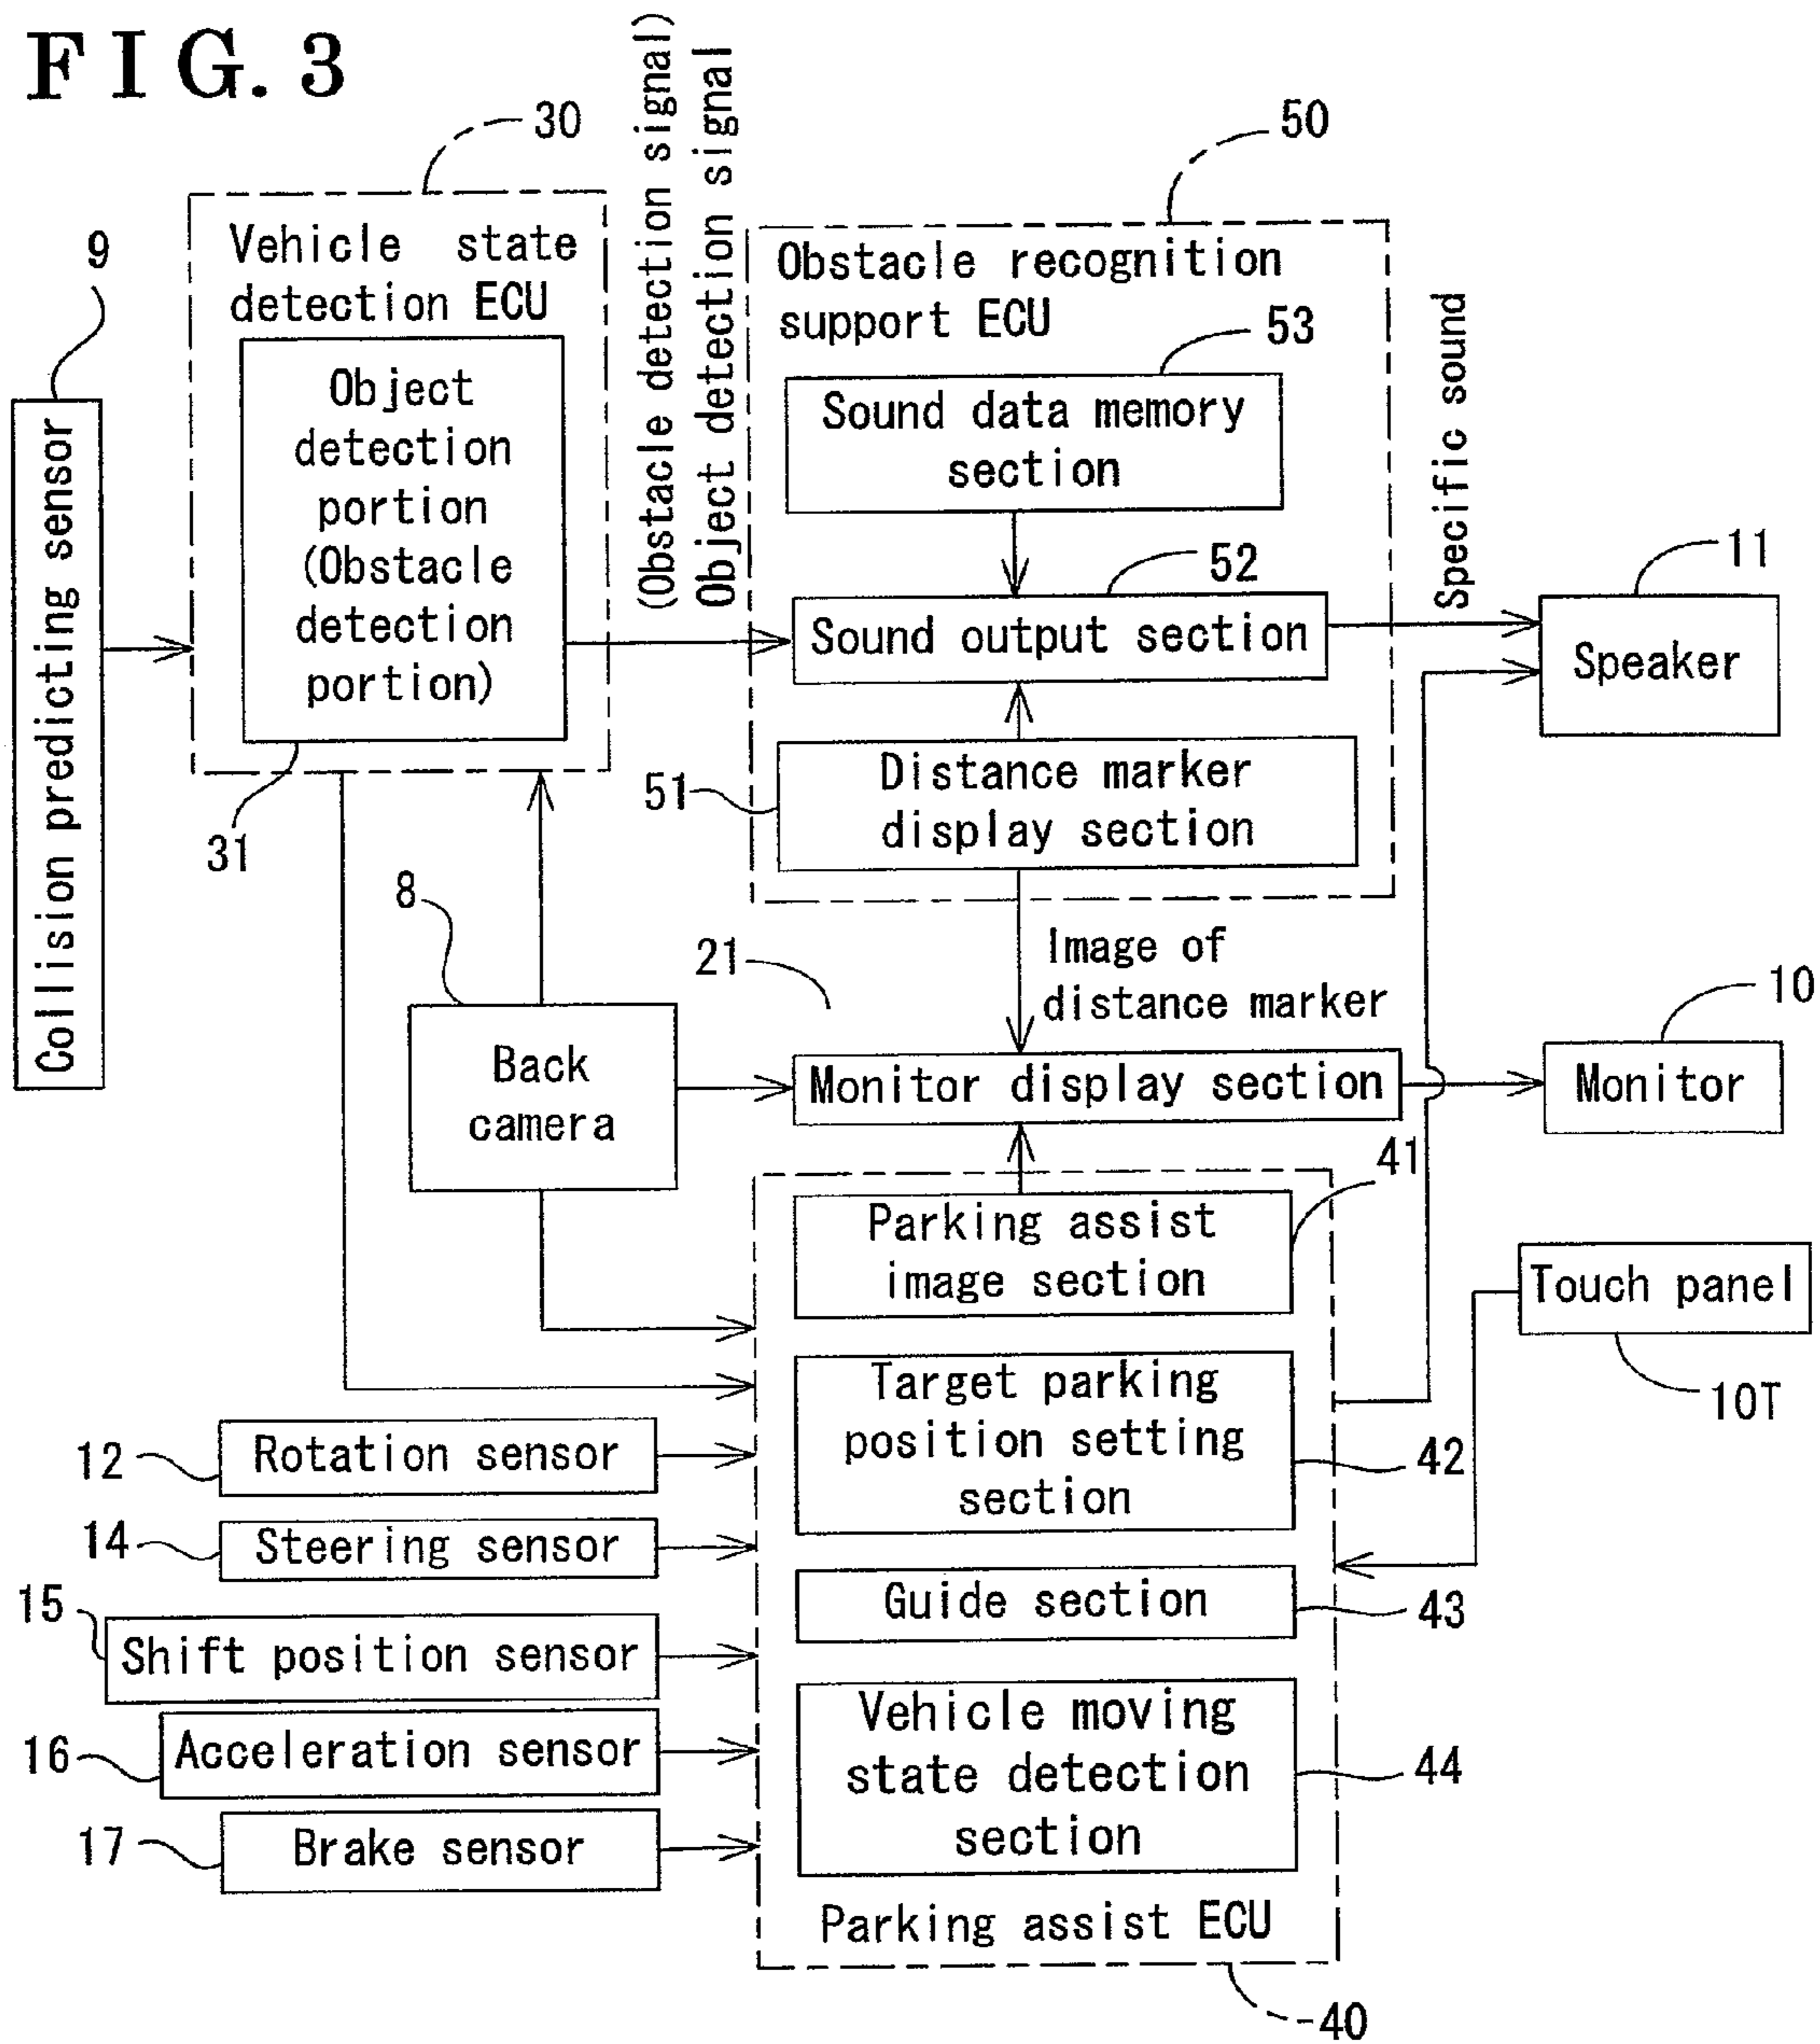 FIG. 3
30
50
9
Vehicle state
detection ECU
Object
detection
portion
(Obstacle
detection
portion)
31
Collision predicting sensor
(Obstacle detection signal)
Object detection signal
Obstacle recognition
support ECU
53
Sound data memory
section
52
Sound output section
51
Distance marker
display section
Specific sound
11
Speaker
8
Back
camera
21
Image of
distance marker
Monitor display section
10
Monitor
41
Parking assist
image section
Touch panel
10T
Target parking
position setting
section
42
12
Rotation sensor
14
Steering sensor
Guide section
43
15
Shift position sensor
16
Acceleration sensor
Vehicle moving
state detection
section
44
17
Brake sensor
Parking assist ECU
40